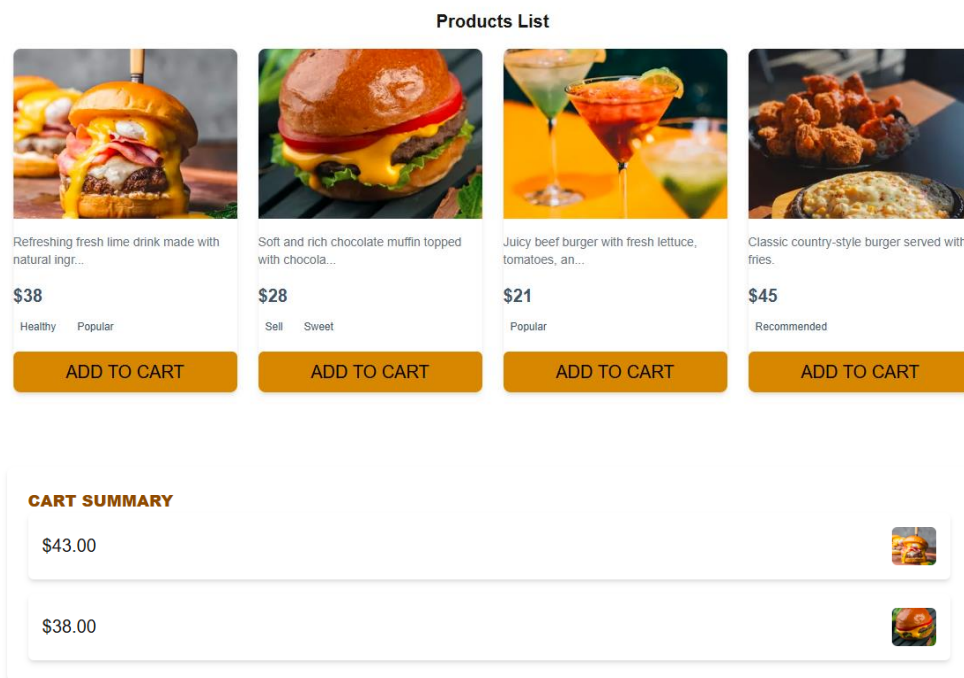 Products List
Refreshing fresh lime drink made with
natural ingr...
$38
Healthy Popular
ADD TO CART
Soft and rich chocolate muffin topped
with chocola...
$28
Sell Sweet
ADD TO CART
Juicy beef burger with fresh lettuce,
tomatoes, an...
$21
Popular
ADD TO CART
Classic country-style burger served with
fries.
$45
Recommended
ADD TO CART
CART SUMMARY
$43.00
$38.00